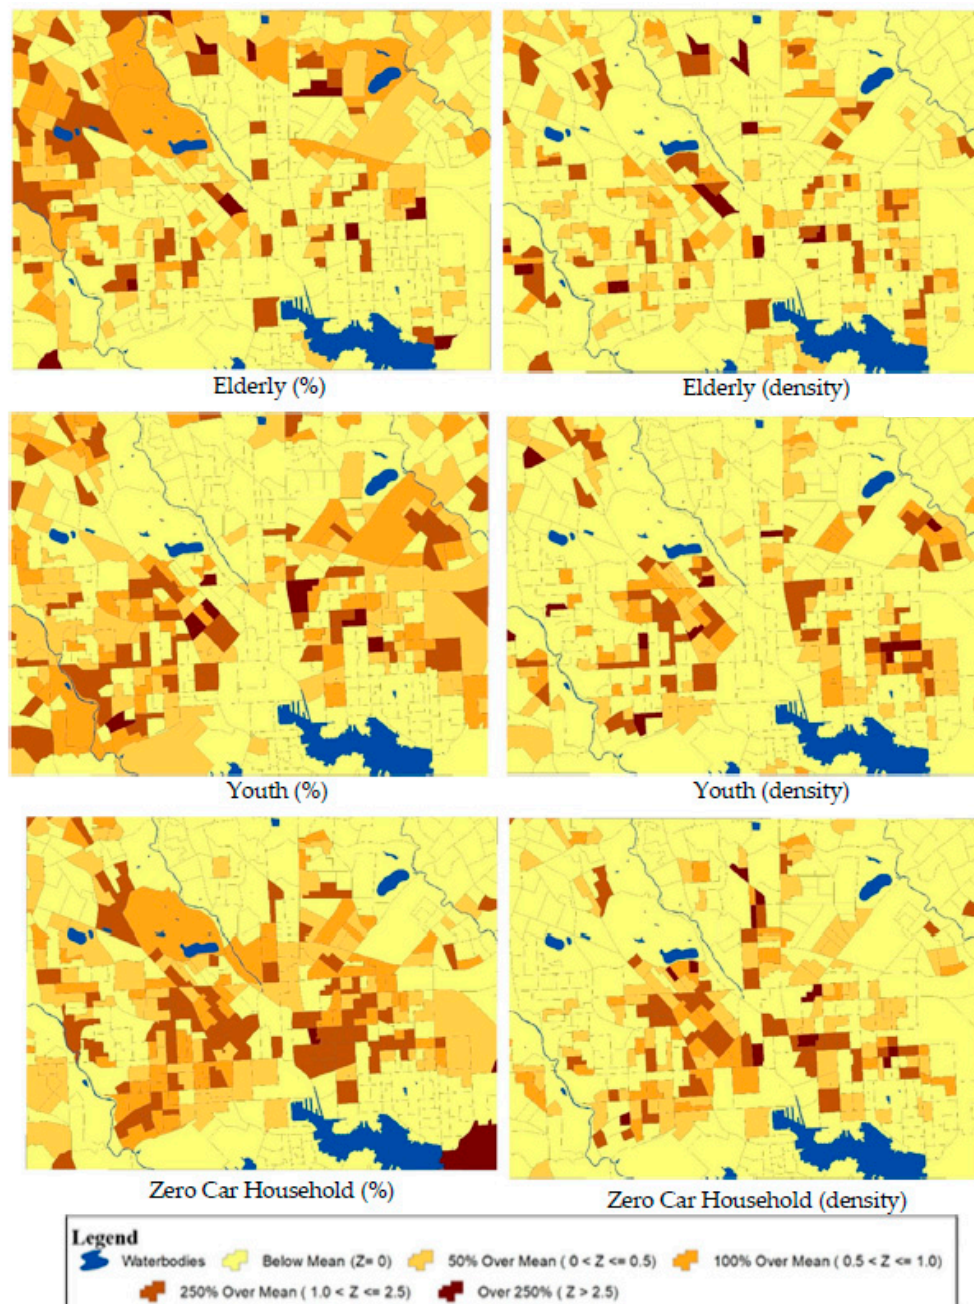 Elderly (%) Elderly (density)
Youth (%) Youth (density)
Zero Car Household (%) Zero Car Household (density)
Legend
Waterbodies Below Mean (Z= 0) 50% Over Mean ( 0 < Z <= 0.5) 100% Over Mean ( 0.5 < Z <= 1.0)
250% Over Mean ( 1.0 < Z <= 2.5) Over 250% ( Z > 2.5)